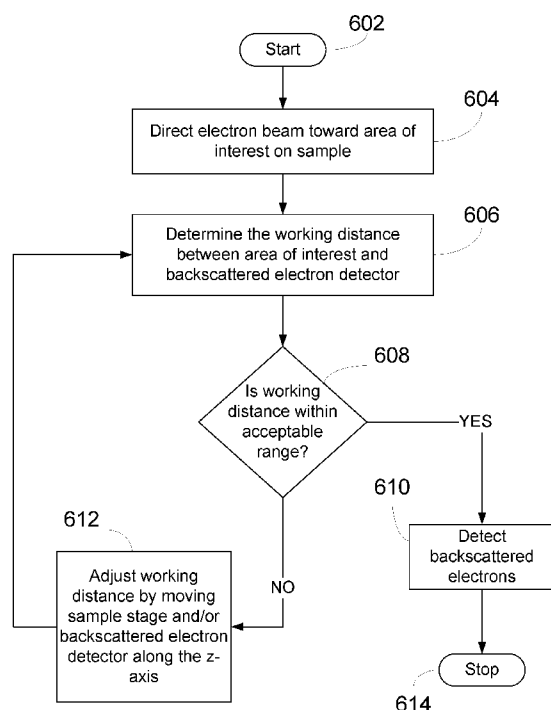 Start
602
Direct electron beam toward area of
interest on sample
604
Determine the working distance
between area of interest and
backscattered electron detector
606
Is working
distance within
acceptable
range?
608
YES
NO
610
Detect
backscattered
electrons
612
Adjust working
distance by moving
sample stage and/or
backscattered electron
detector along the z-
axis
Stop
614